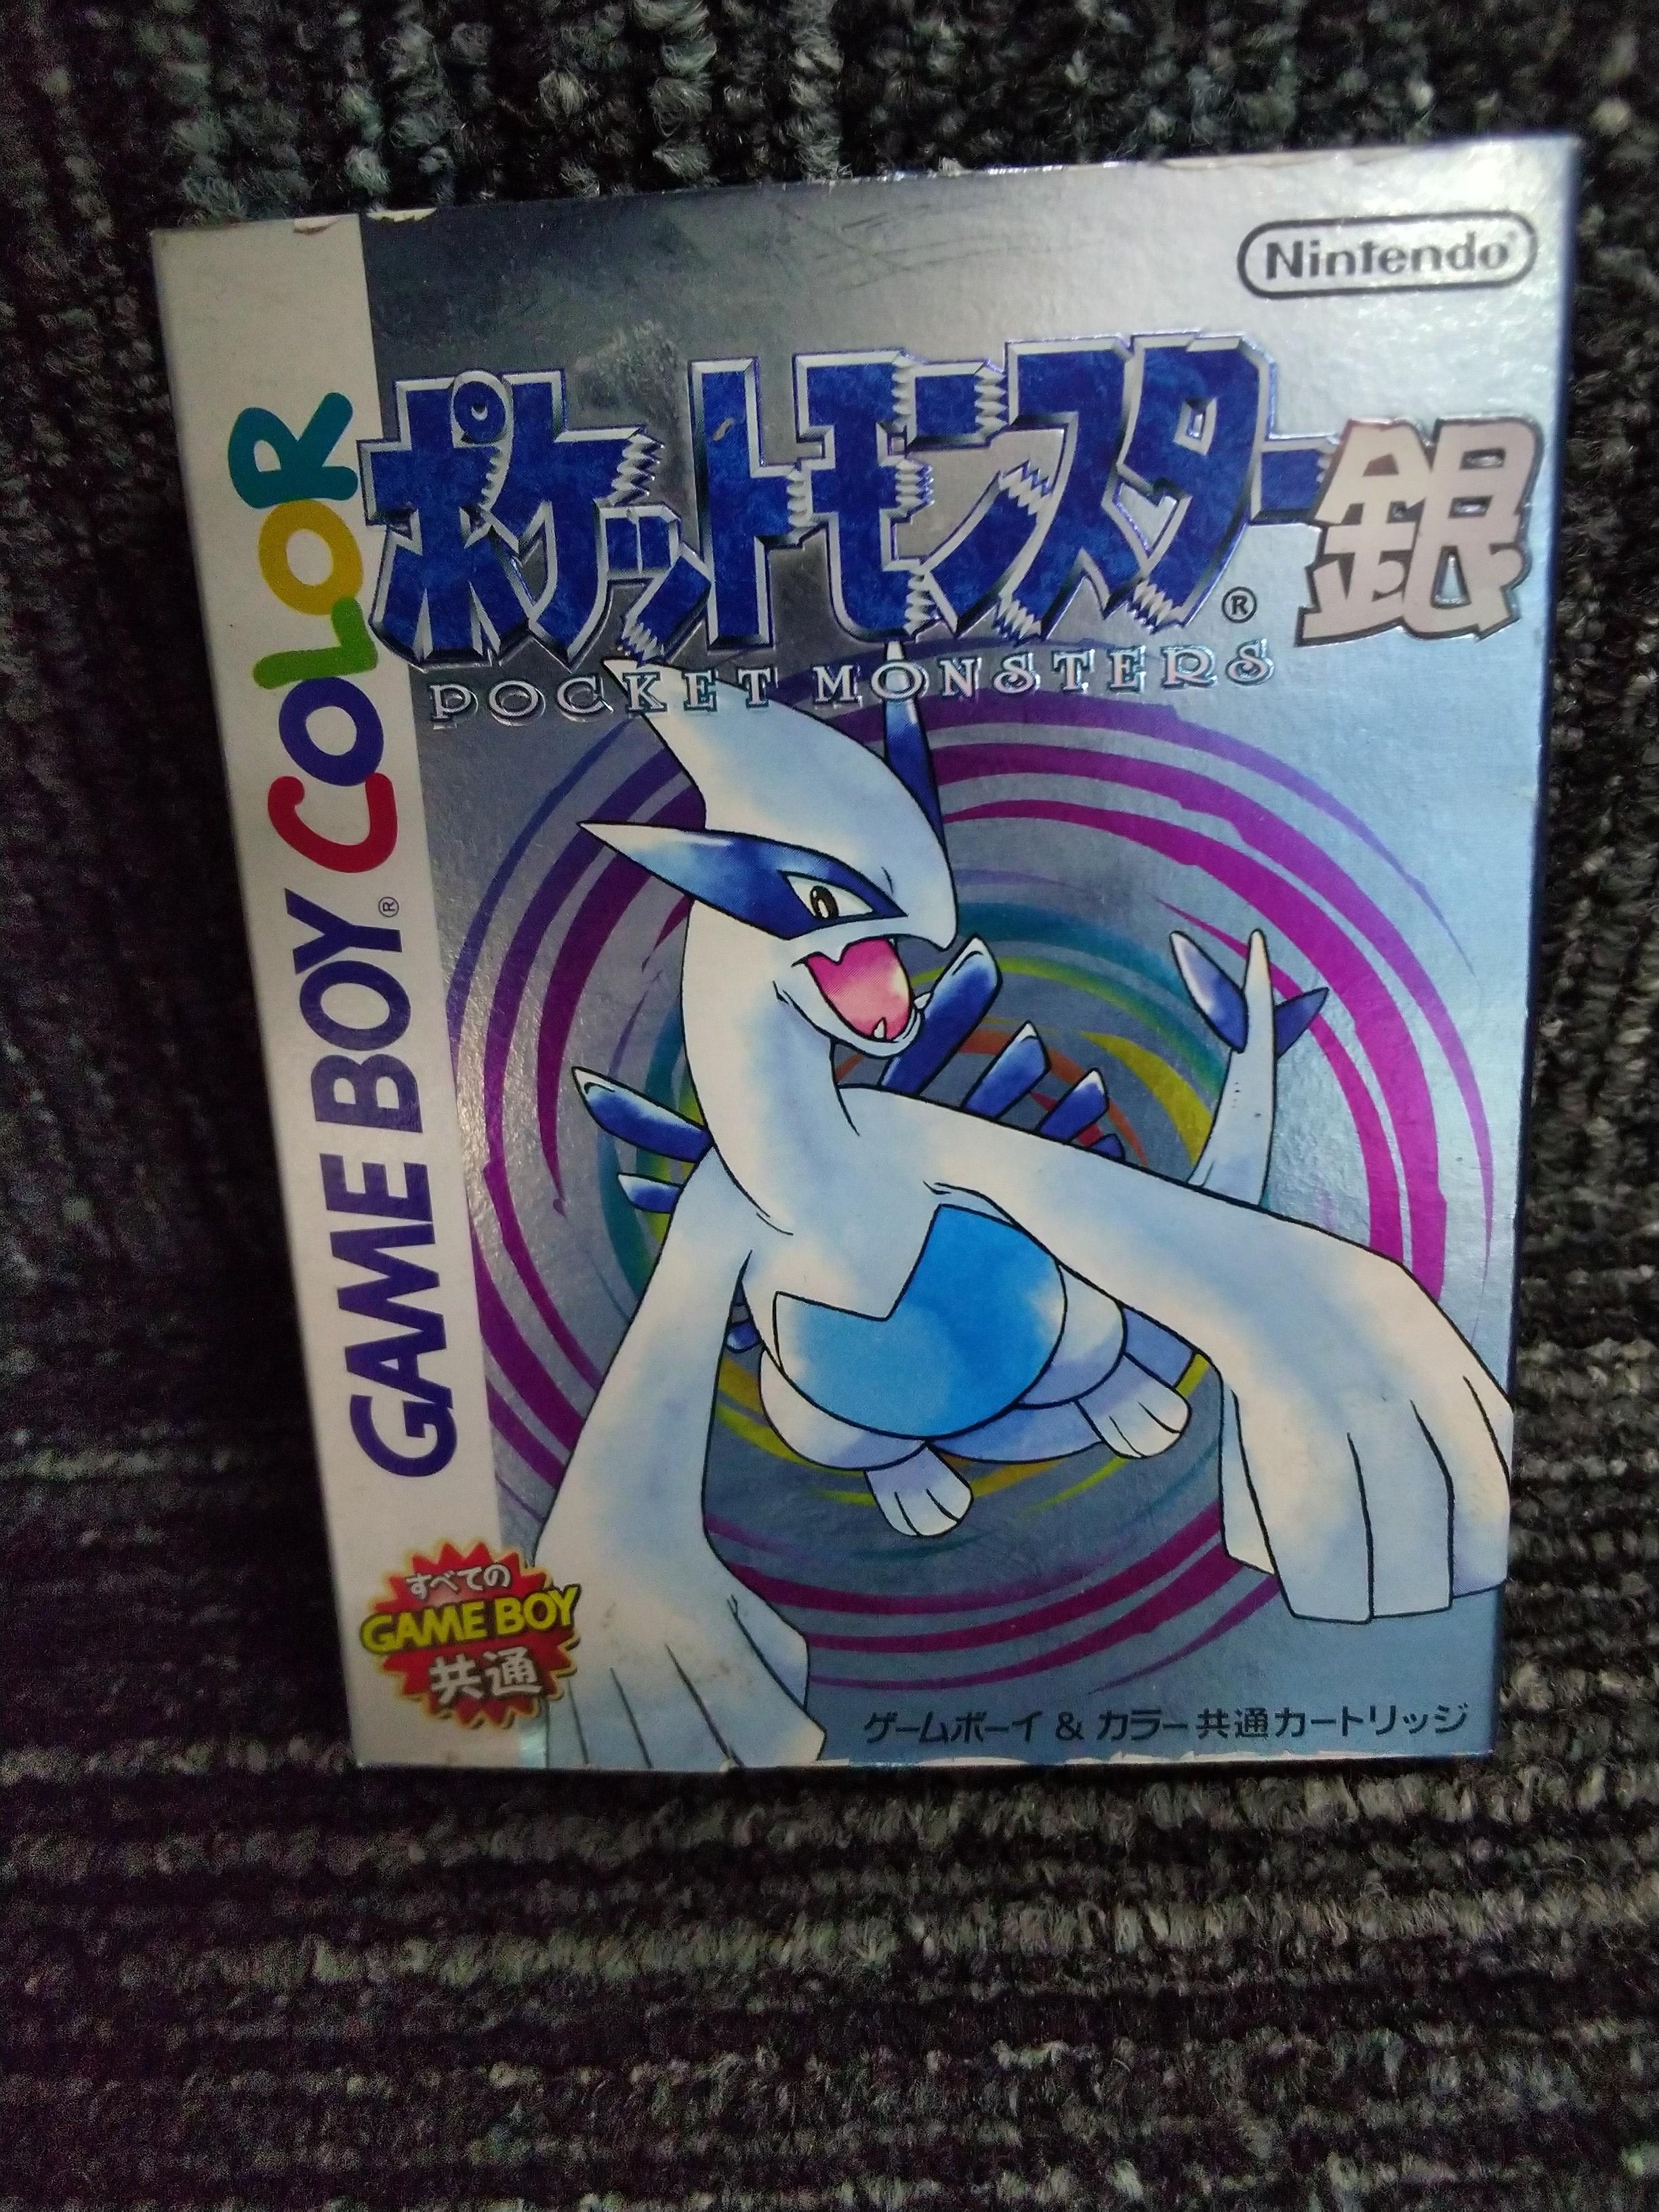 Nintendo®
ポケットモンスター銀
®
POCKET MONSTERS
GAME BOY® COLOR
すべての
GAME BOY
共通
ゲームボーイ & カラー共通カートリッジ